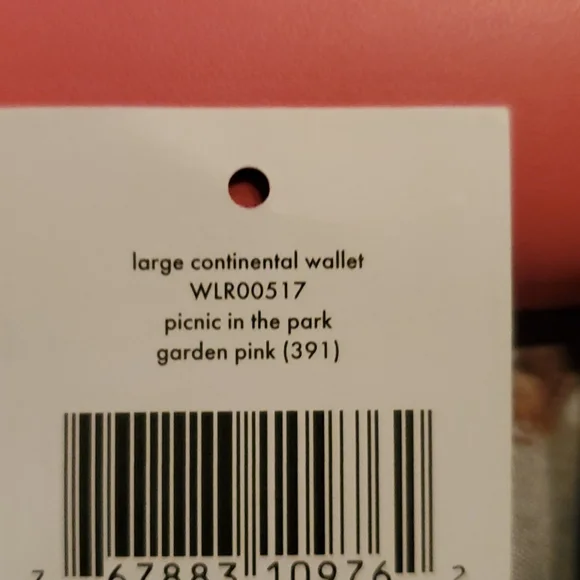 large continental wallet
WLR00517
picnic in the park
garden pink (391)
7 67883 10976 2